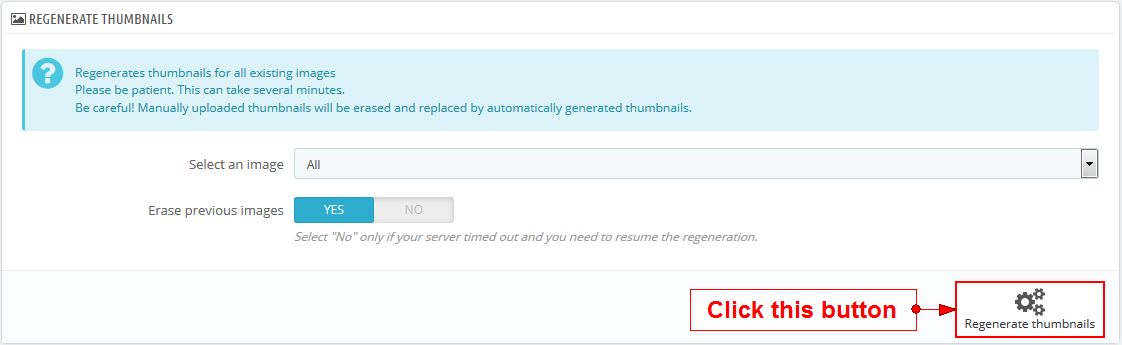 REGENERATE THUMBNAILS
?
Regenerates thumbnails for all existing images
Please be patient. This can take several minutes.
Be careful! Manually uploaded thumbnails will be erased and replaced by automatically generated thumbnails.
Select an image
All
Erase previous images
YES
NO
Select "No" only if your server timed out and you need to resume the regeneration.
Click this button
Regenerate thumbnails